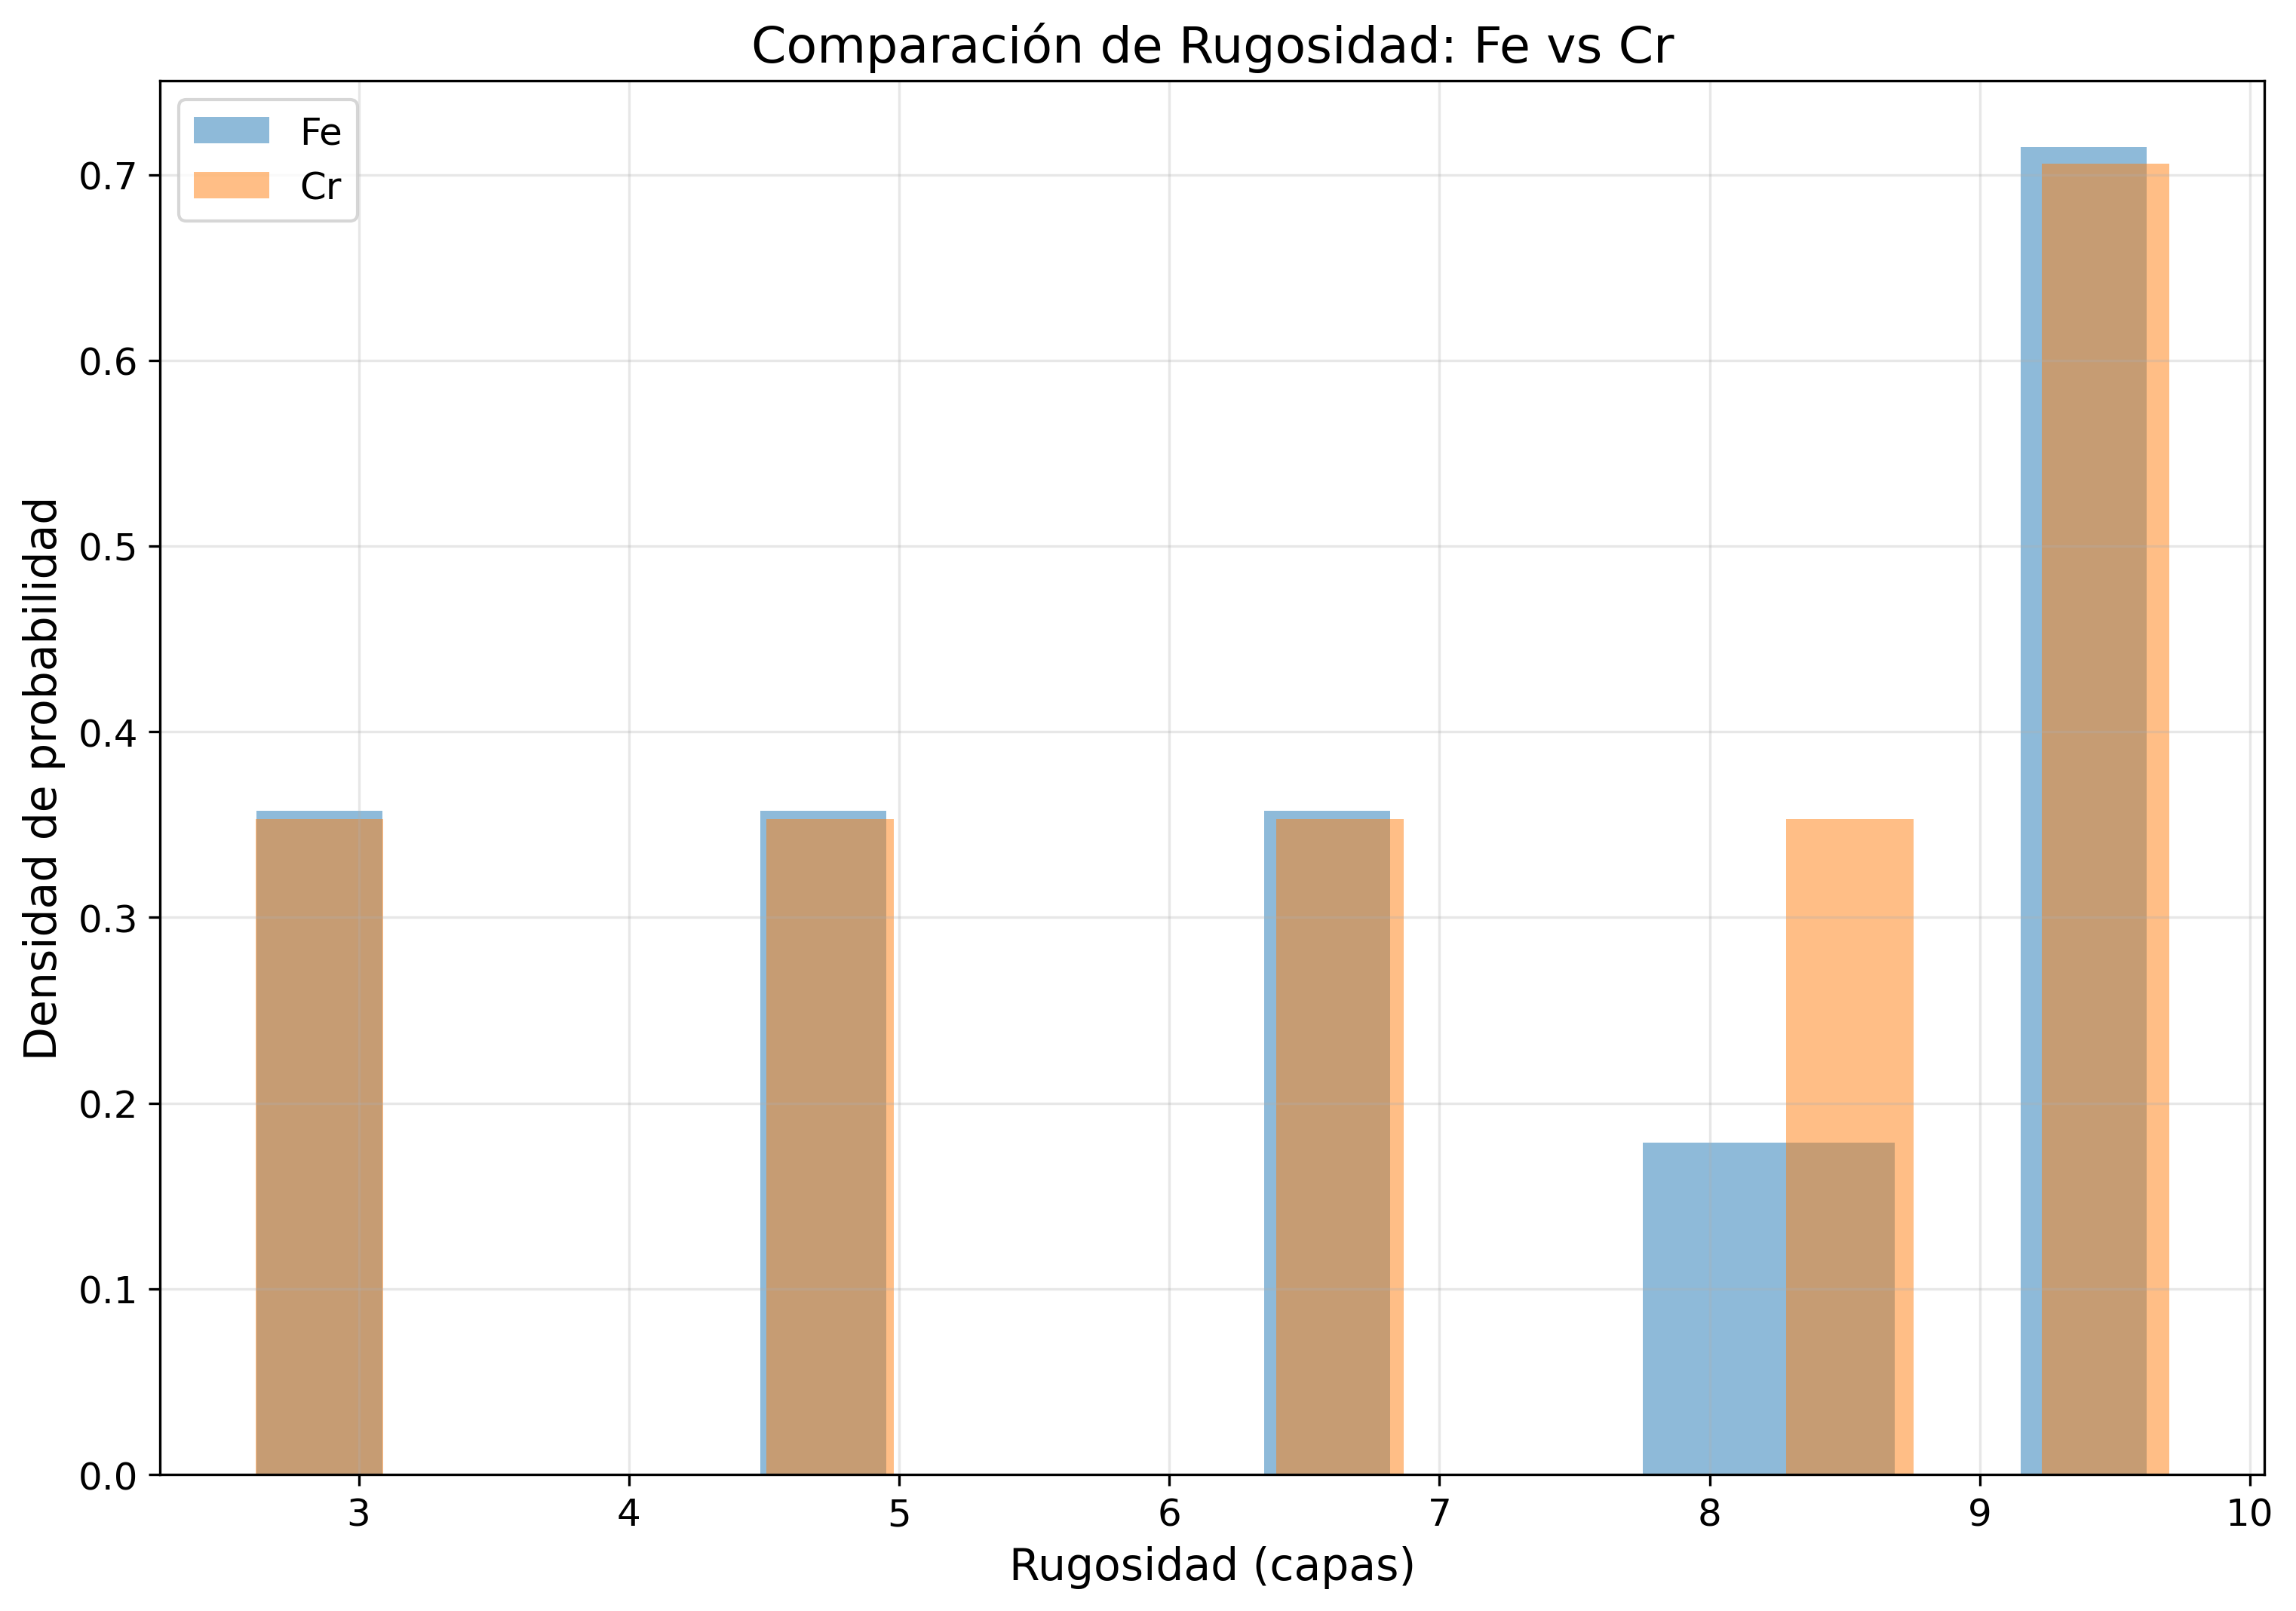 Comparación de Rugosidad: Fe vs Cr
Fe
Cr
Densidad de probabilidad
0.7
0.6
0.5
0.4
0.3
0.2
0.1
0.0
3 4 5 6 7 8 9 10
Rugosidad (capas)